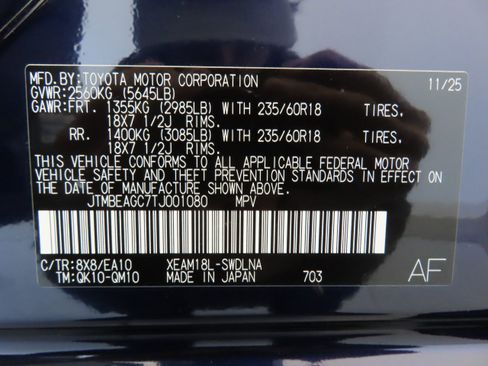 MFD.BY:TOYOTA MOTOR CORPORATION 11/25
GVWR:2560KG (5645LB)
GAWR:FRT. 1355KG (2985LB) WITH 235/60R18 TIRES,
18X7 1/2J RIMS.
RR. 1400KG (3085LB) WITH 235/60R18 TIRES,
18X7 1/2J RIMS.
THIS VEHICLE CONFORMS TO ALL APPLICABLE FEDERAL MOTOR
VEHICLE SAFETY AND THEFT PREVENTION STANDARDS IN EFFECT ON
THE DATE OF MANUFACTURE SHOWN ABOVE.
JTMBEAGC7TJ001080 MPV
C/TR:8X8/EA10 XEAM18L-SWDLNA
TM:QK10-QM10 MADE IN JAPAN 703
AF